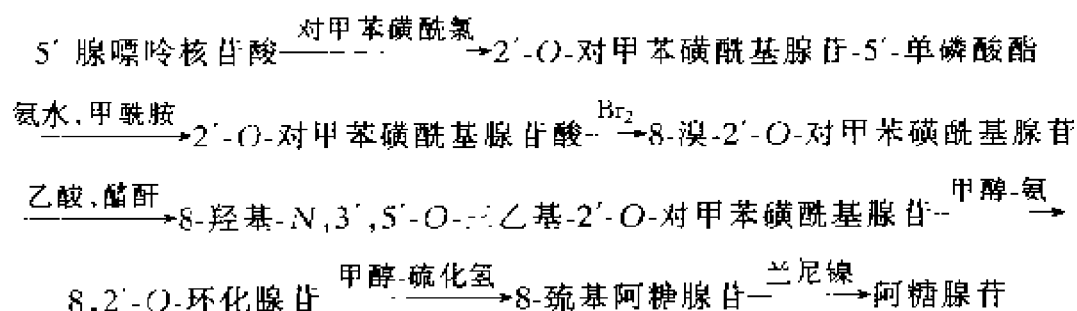 对甲苯磺酰氯
5′腺嘌呤核苷酸→2′-O-对甲苯磺酰基腺苷-5′-单磷酸酯
氨水,甲酰胺 Br₂
→2′-O-对甲苯磺酰基腺苷酸→8-溴-2′-O-对甲苯磺酰基腺苷
乙酸,醋酐 甲醇-氨
→8-羟基-N,3′,5′-O-三乙基-2′-O-对甲苯磺酰基腺苷→
甲醇-硫化氢 兰尼镍
8,2′-O-环化腺苷→8-巯基阿糖腺苷→阿糖腺苷